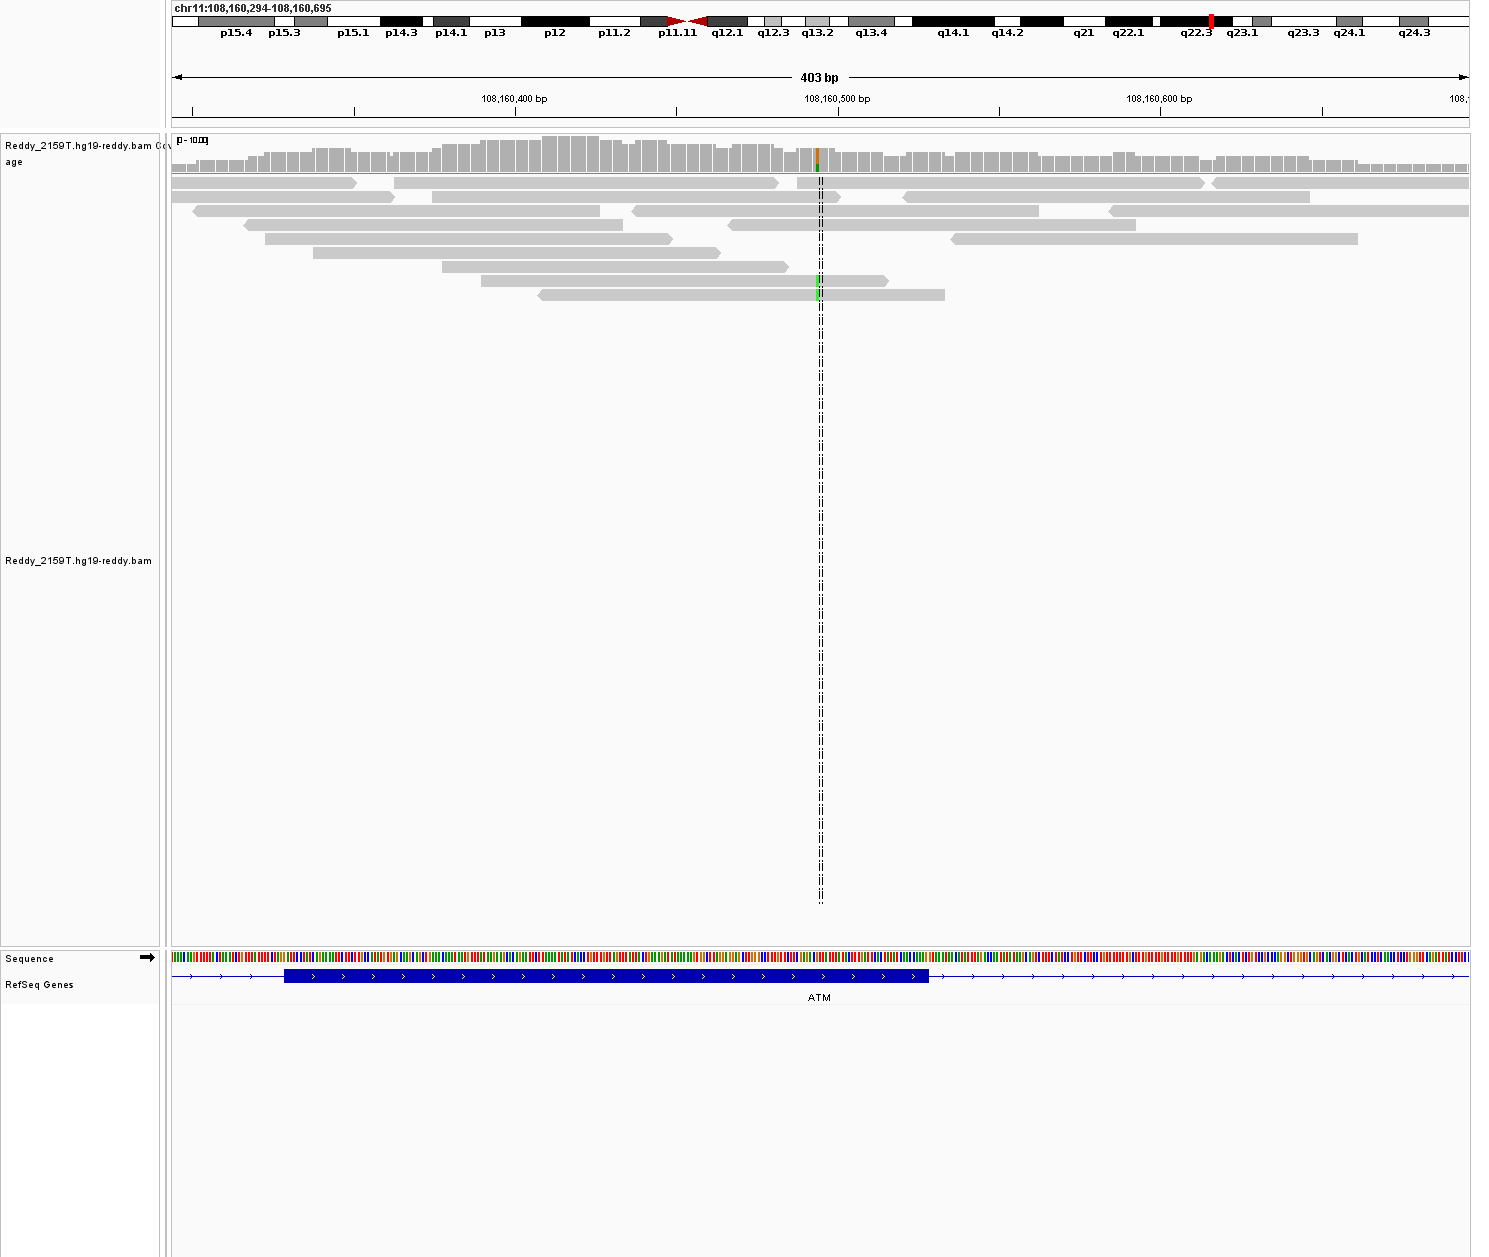 chr11:108,160,294-108,160,695
p15.4 p15.3 p15.1 p14.3 p14.1 p13 p12 p11.2 p11.11 q12.1 q12.3 q13.2 q13.4 q14.1 q14.2 q21 q22.1 q22.3 q23.1 q23.3 q24.1 q24.3
403 bp
108,160,400 bp 108,160,500 bp 108,160,600 bp 108,
Reddy_2159T.hg19-reddy.bam Cov
age
[0 - 10.00]
Reddy_2159T.hg19-reddy.bam
Sequence
RefSeq Genes
ATM